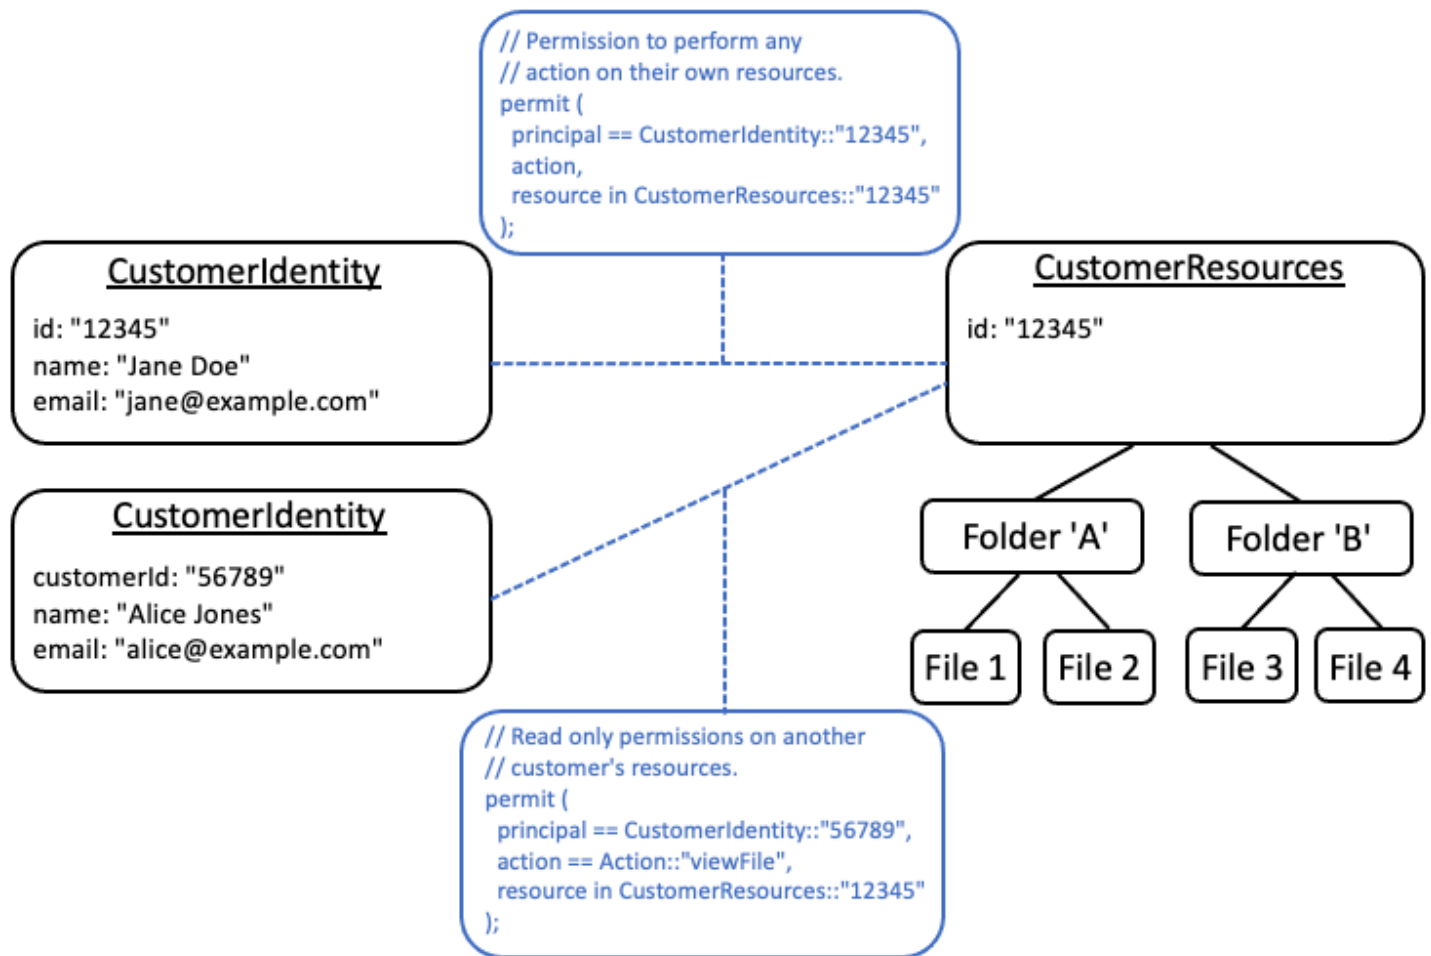 // Permission to perform any
// action on their own resources.
permit (
principal == CustomerIdentity::"12345",
action,
resource in CustomerResources::"12345"
);
CustomerIdentity
id: "12345"
name: "Jane Doe"
email: "jane@example.com"
CustomerResources
id: "12345"
CustomerIdentity
customerId: "56789"
name: "Alice Jones"
email: "alice@example.com"
Folder 'A'
Folder 'B'
File 1
File 2
File 3
File 4
// Read only permissions on another
// customer's resources.
permit (
principal == CustomerIdentity::"56789",
action == Action::"viewFile",
resource in CustomerResources::"12345"
);